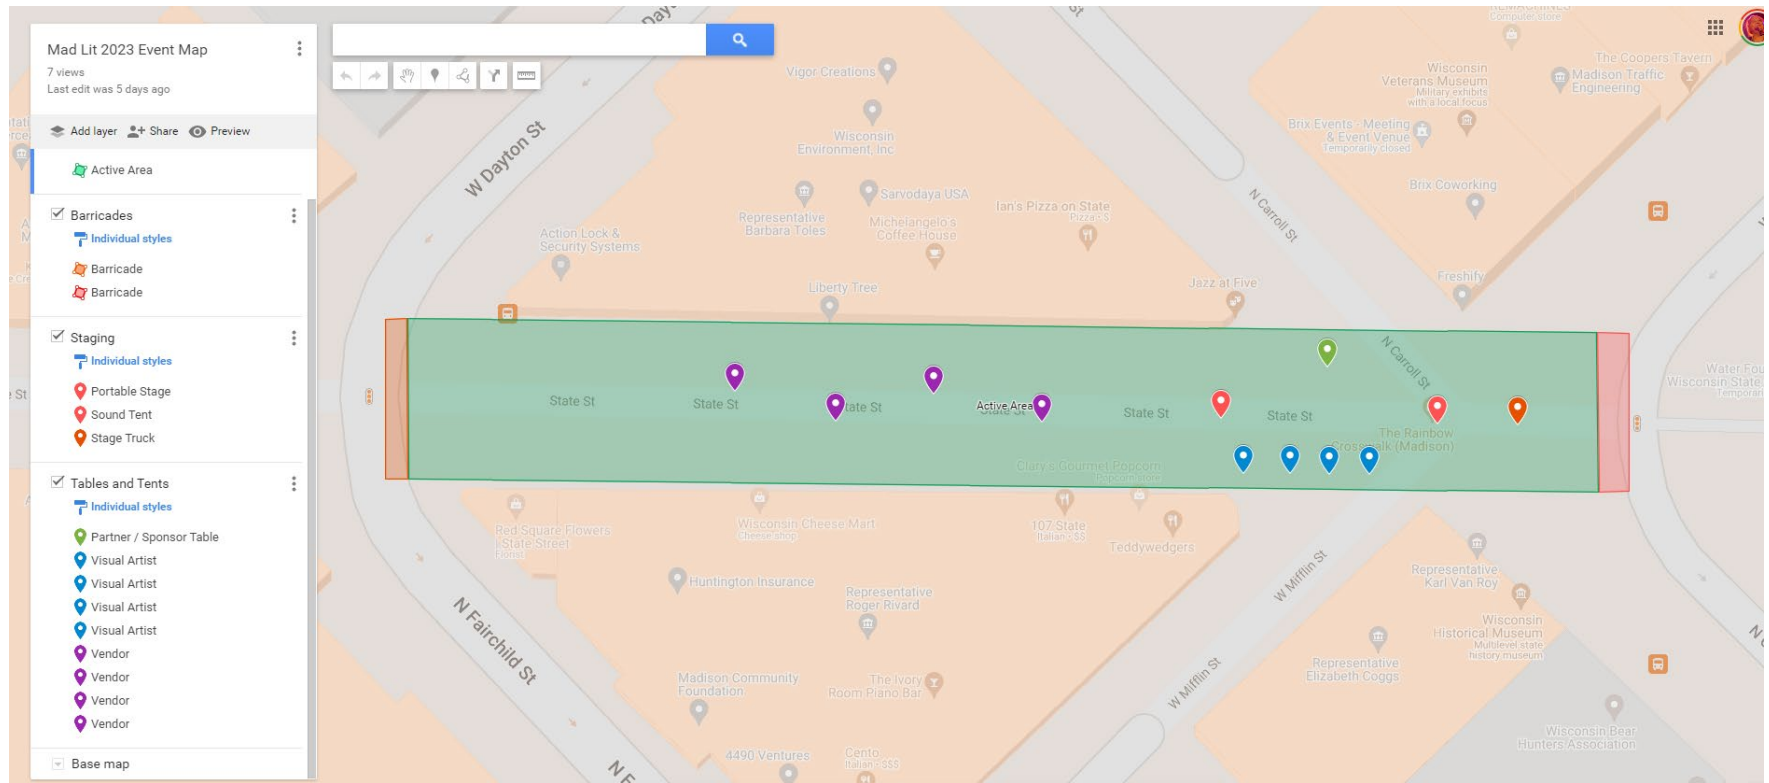 Mad Lit 2023 Event Map
7 views
Last edit was 5 days ago
Add layer
Share
Preview
Active Area
Barricades
Individual styles
Barricade
Barricade
Staging
Individual styles
Portable Stage
Sound Tent
Stage Truck
Tables and Tents
Individual styles
Partner / Sponsor Table
Visual Artist
Visual Artist
Visual Artist
Visual Artist
Vendor
Vendor
Vendor
Vendor
Base map
Computer store
The Coopers Tavern
Vigor Creations
Wisconsin
Veterans Museum
Military exhibits
with a local focus
Madison Traffic
Engineering
W Dayton St
Wisconsin
Environment, Inc
Brix Events - Meeting
& Event Venue
Temporarily closed
Sarvodaya USA
Brix Coworking
Representative
Barbara Toles
Michelangelo's
Coffee House
Ian's Pizza on State
Pizza • $
N Carroll St
Action Lock &
Security Systems
Liberty Tree
Jazz at Five
Freshify
N Carroll St
State St
State St
State St
Active Area
State St
State St
State St
The Rainbow
Crosswalk (Madison)
Clary's Gourmet Popcorn
Popcorn store
Red Square Flowers
| State Street
Florist
Wisconsin Cheese Mart
Cheese shop
107 State
Italian • $$
Teddywedgers
Huntington Insurance
Representative
Roger Rivard
W Mifflin St
Representative
Karl Van Roy
N Fairchild St
Wisconsin
Historical Museum
Multilevel state
history museum
Representative
Elizabeth Coggs
Madison Community
Foundation
The Ivory
Room Piano Bar
W Mifflin St
Wisconsin Bear
Hunters Association
4490 Ventures
Cento
Italian • $$$